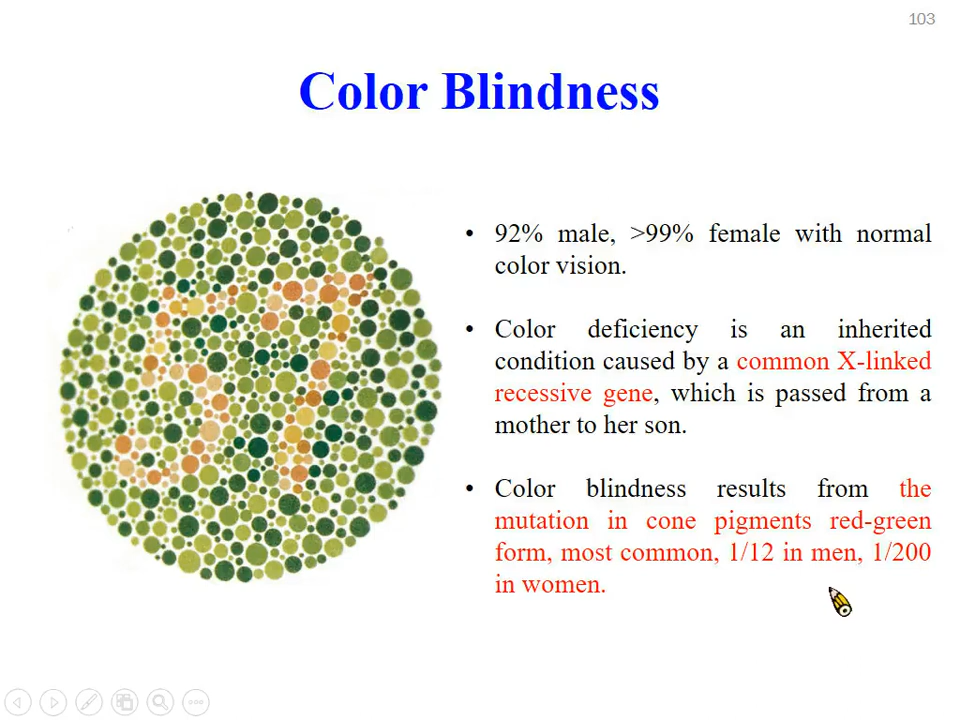 103
Color Blindness
• 92% male, >99% female with normal
color vision.
• Color deficiency is an inherited
condition caused by a common X-linked
recessive gene, which is passed from a
mother to her son.
• Color blindness results from the
mutation in cone pigments red-green
form, most common, 1/12 in men, 1/200
in women.
57